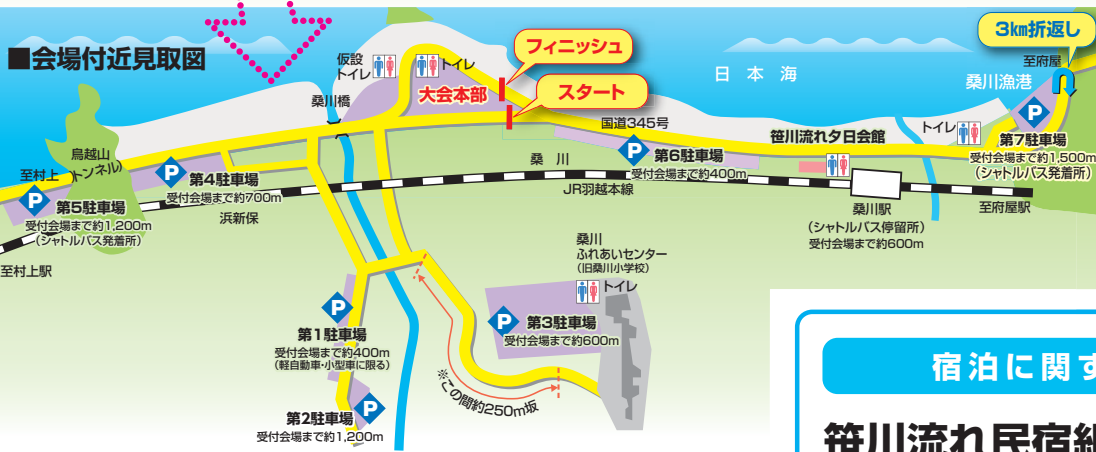 ■会場付近見取図
仮設
トイレ
トイレ
大会本部
フィニッシュ
スタート
3km折返し
至府屋
日本海
桑川漁港
P
第7駐車場
受付会場まで約1,500m
(シャトルバス発着所)
トイレ
桑川橋
国道345号
笹川流れ夕日会館
鳥越山
トンネル
至村上
P
第4駐車場
受付会場まで約700m
桑川
P
第6駐車場
受付会場まで約400m
P
第5駐車場
受付会場まで約1,200m
(シャトルバス発着所)
浜新保
JR羽越本線
桑川駅
(シャトルバス停留所)
受付会場まで約600m
至府屋駅
至村上駅
桑川
ふれあいセンター
(旧桑川小学校)
トイレ
P
第1駐車場
受付会場まで約400m
(軽自動車・小型車に限る)
P
第3駐車場
受付会場まで約600m
※この間約250m坂
P
第2駐車場
受付会場まで約1,200m
宿泊に関す
笹川流れ民宿組